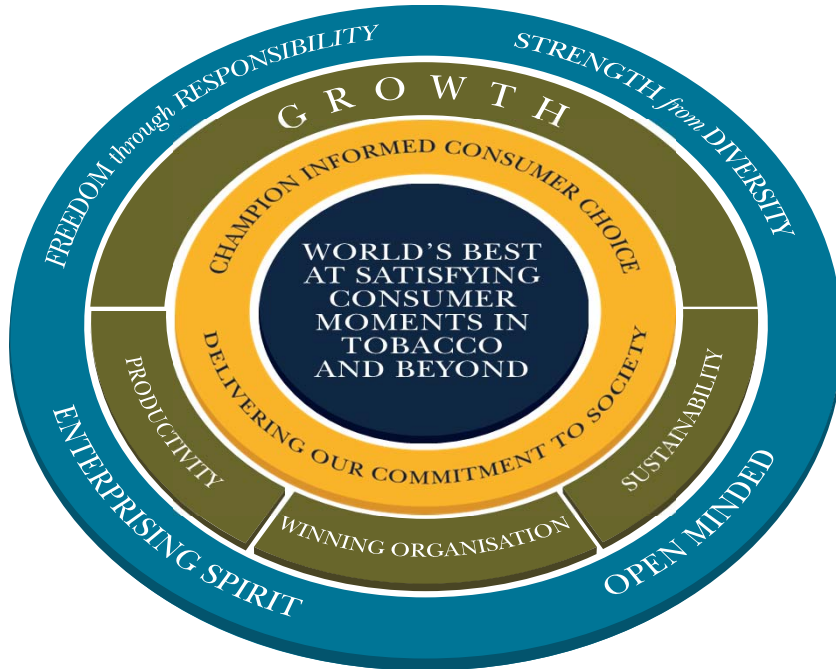 FREEDOM through RESPONSIBILITY
STRENGTH from DIVERSITY
GROWTH
CHAMPION INFORMED CONSUMER CHOICE
WORLD'S BEST
AT SATISFYING
CONSUMER
MOMENTS IN
TOBACCO
AND BEYOND
DELIVERING OUR COMMITMENT TO SOCIETY
PRODUCTIVITY
WINNING ORGANISATION
SUSTAINABILITY
ENTERPRISING SPIRIT
OPEN MINDED